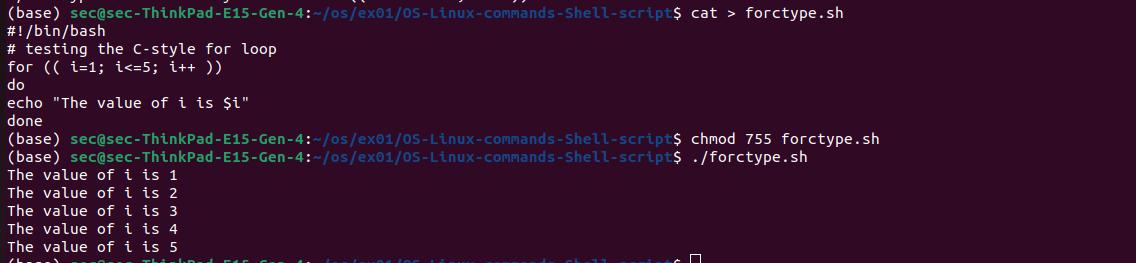 (base) sec@sec-ThinkPad-E15-Gen-4:~/os/ex01/OS-Linux-commands-Shell-script$ cat > forctype.sh
#!/bin/bash
# testing the C-style for loop
for (( i=1; i<=5; i++ ))
do
echo "The value of i is $i"
done
(base) sec@sec-ThinkPad-E15-Gen-4:~/os/ex01/OS-Linux-commands-Shell-script$ chmod 755 forctype.sh
(base) sec@sec-ThinkPad-E15-Gen-4:~/os/ex01/OS-Linux-commands-Shell-script$ ./forctype.sh
The value of i is 1
The value of i is 2
The value of i is 3
The value of i is 4
The value of i is 5
(base) sec@sec-ThinkPad-E15-Gen-4:~/os/ex01/OS-Linux-commands-Shell-script$